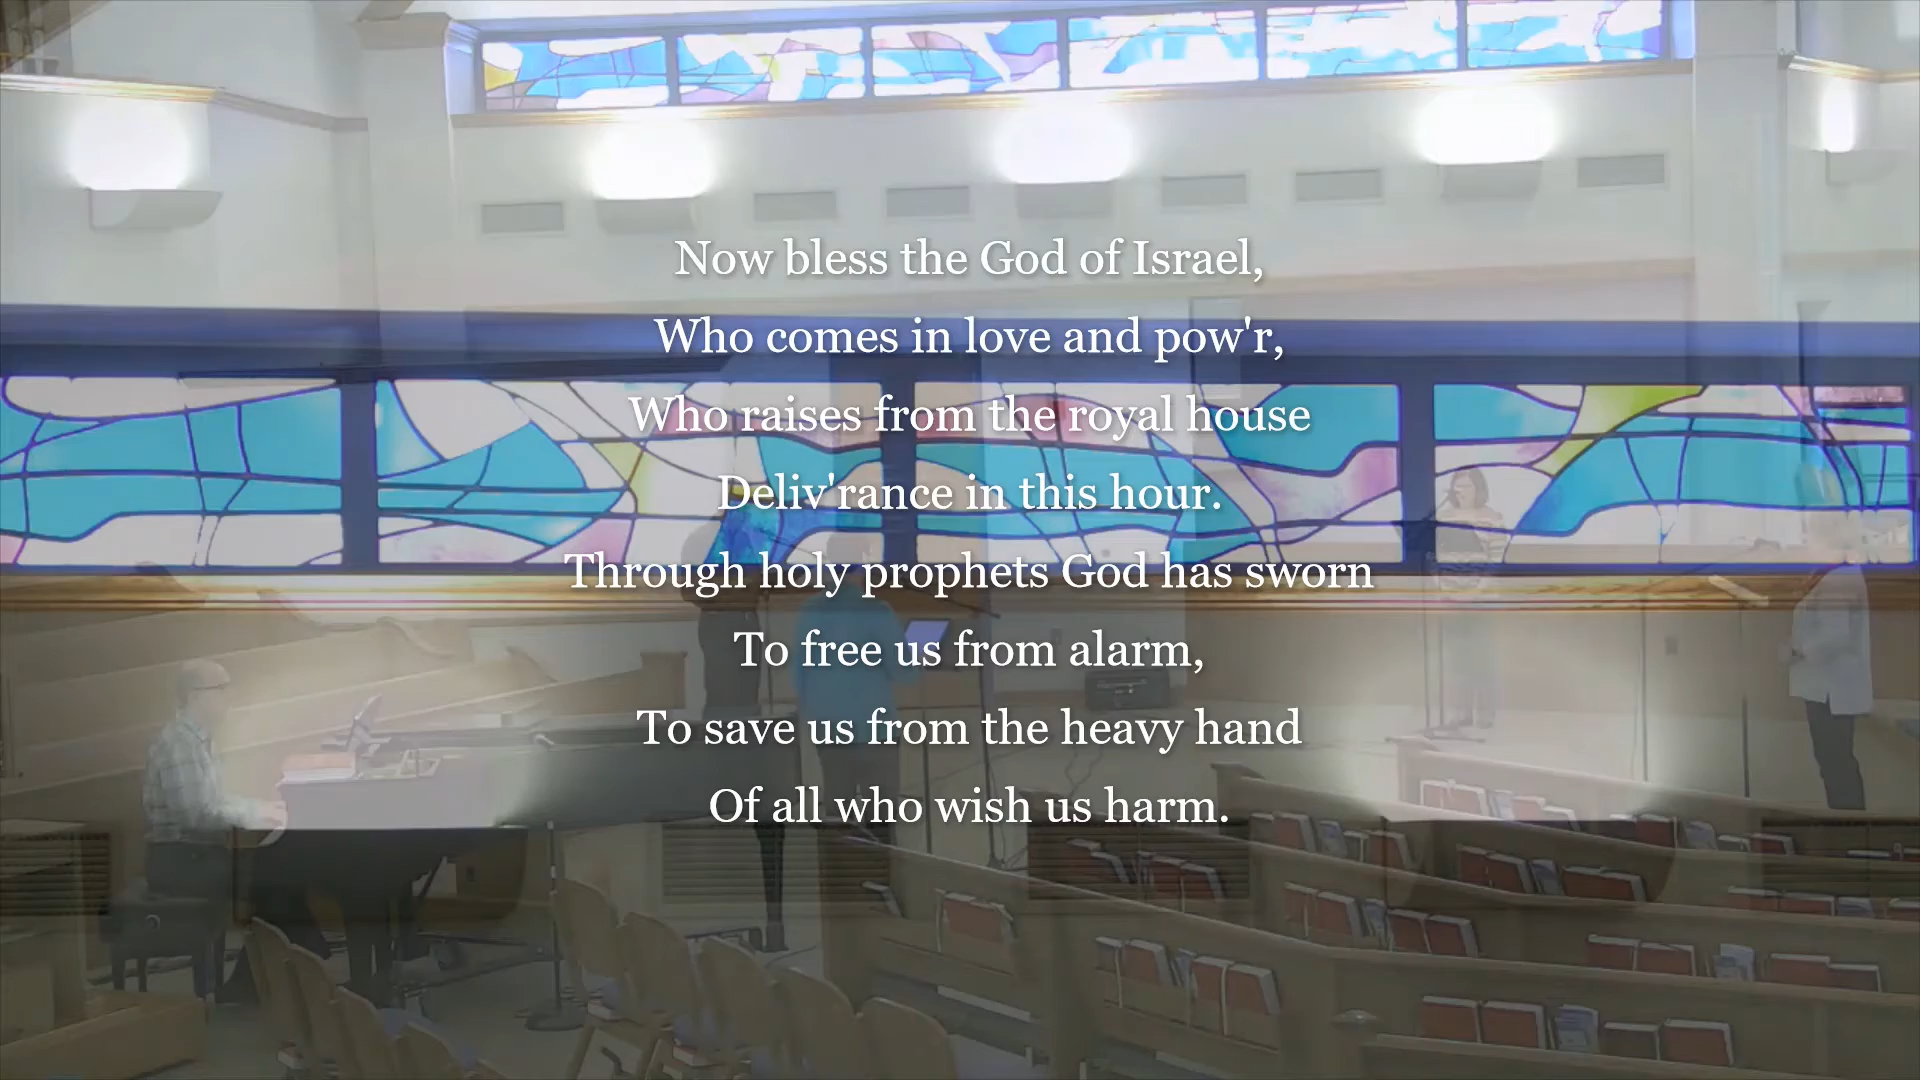 Now bless the God of Israel,
Who comes in love and pow'r,
Who raises from the royal house
Deliv'rance in this hour.
Through holy prophets God has sworn
To free us from alarm,
To save us from the heavy hand
Of all who wish us harm.